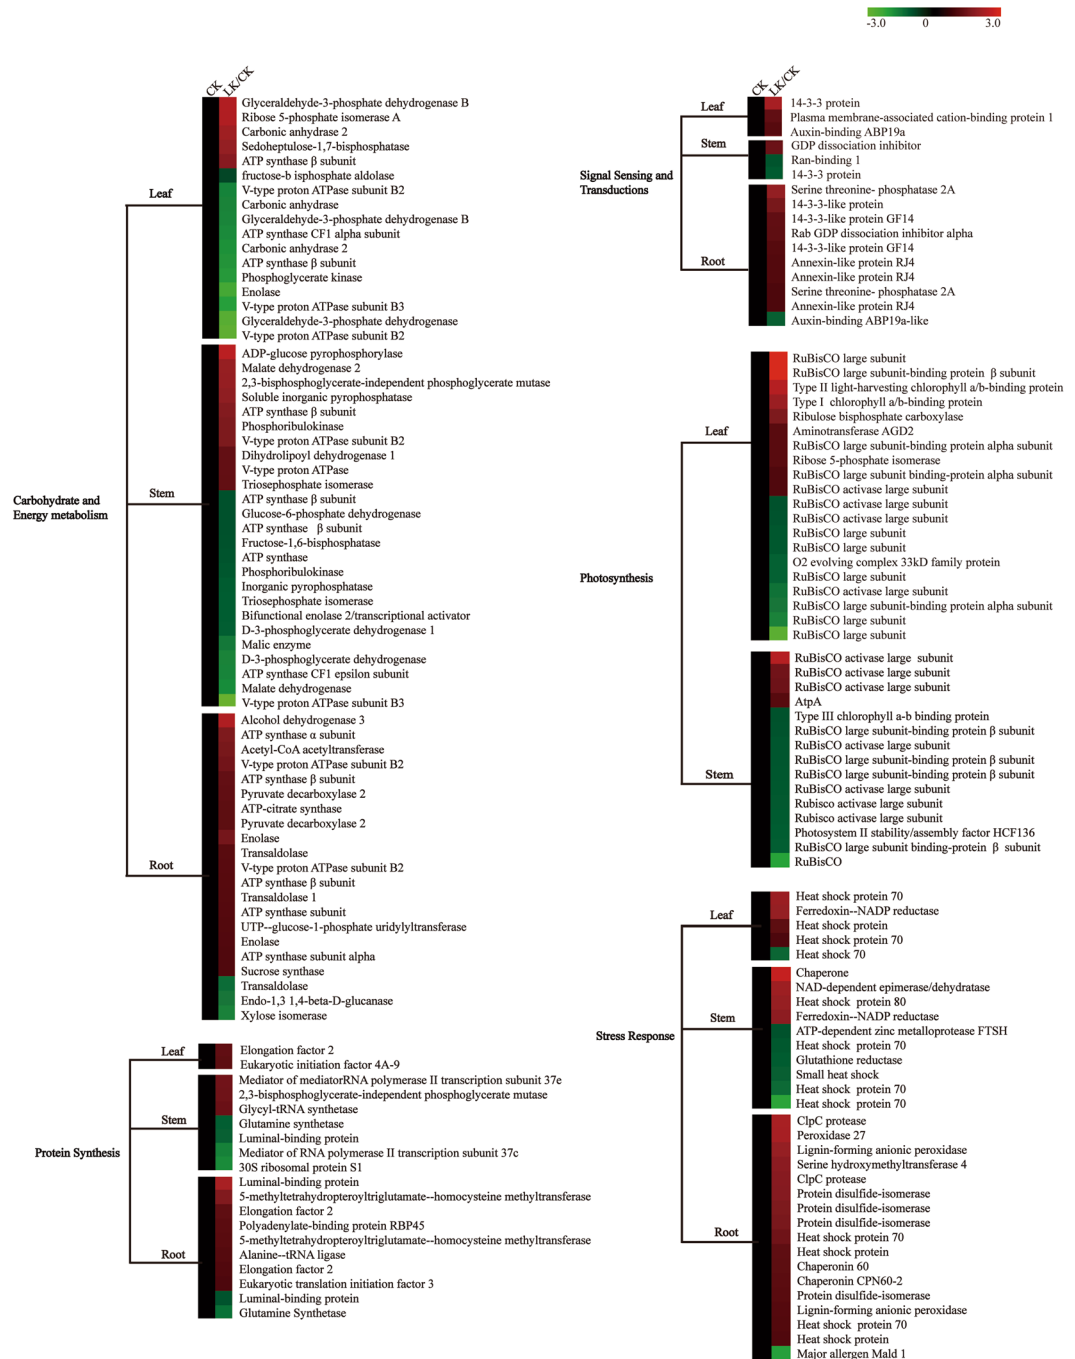 -3.0 0 3.0
CK LK/CK
Leaf
Glyceraldehyde-3-phosphate dehydrogenase B
Ribose 5-phosphate isomerase A
Carbonic anhydrase 2
Sedoheptulose-1,7-bisphosphatase
ATP synthase β subunit
fructose-b isphosphate aldolase
V-type proton ATPase subunit B2
Carbonic anhydrase
Glyceraldehyde-3-phosphate dehydrogenase B
ATP synthase CF1 alpha subunit
Carbonic anhydrase 2
ATP synthase β subunit
Phosphoglycerate kinase
Enolase
V-type proton ATPase subunit B3
Glyceraldehyde-3-phosphate dehydrogenase
V-type proton ATPase subunit B2
Carbohydrate and
Energy metabolism
Stem
ADP-glucose pyrophosphorylase
Malate dehydrogenase 2
2,3-bisphosphoglycerate-independent phosphoglycerate mutase
Soluble inorganic pyrophosphatase
ATP synthase β subunit
Phosphoribulokinase
V-type proton ATPase subunit B2
Dihydrolipoyl dehydrogenase 1
V-type proton ATPase
Triosephosphate isomerase
ATP synthase β subunit
Glucose-6-phosphate dehydrogenase
ATP synthase β subunit
Fructose-1,6-bisphosphatase
ATP synthase
Phosphoribulokinase
Inorganic pyrophosphatase
Triosephosphate isomerase
Bifunctional enolase 2/transcriptional activator
D-3-phosphoglycerate dehydrogenase 1
Malic enzyme
D-3-phosphoglycerate dehydrogenase
ATP synthase CF1 epsilon subunit
Malate dehydrogenase
V-type proton ATPase subunit B3
Root
Alcohol dehydrogenase 3
ATP synthase α subunit
Acetyl-CoA acetyltransferase
V-type proton ATPase subunit B2
ATP synthase β subunit
Pyruvate decarboxylase 2
ATP-citrate synthase
Pyruvate decarboxylase 2
Enolase
Transaldolase
V-type proton ATPase subunit B2
ATP synthase β subunit
Transaldolase 1
ATP synthase subunit
UTP--glucose-1-phosphate uridylyltransferase
Enolase
ATP synthase subunit alpha
Sucrose synthase
Transaldolase
Endo-1,3 1,4-beta-D-glucanase
Xylose isomerase
Protein Synthesis
Leaf
Elongation factor 2
Eukaryotic initiation factor 4A-9
Stem
Mediator of mediatorRNA polymerase II transcription subunit 37e
2,3-bisphosphoglycerate-independent phosphoglycerate mutase
Glycyl-tRNA synthetase
Glutamine synthetase
Luminal-binding protein
Mediator of RNA polymerase II transcription subunit 37c
30S ribosomal protein S1
Root
Luminal-binding protein
5-methyltetrahydropteroyltriglutamate--homocysteine methyltransferase
Elongation factor 2
Polyadenylate-binding protein RBP45
5-methyltetrahydropteroyltriglutamate--homocysteine methyltransferase
Alanine--tRNA ligase
Elongation factor 2
Eukaryotic translation initiation factor 3
Luminal-binding protein
Glutamine Synthetase
CK LK/CK
Signal Sensing and
Transductions
Leaf
14-3-3 protein
Plasma membrane-associated cation-binding protein 1
Auxin-binding ABP19a
Stem
GDP dissociation inhibitor
Ran-binding 1
14-3-3 protein
Root
Serine threonine- phosphatase 2A
14-3-3-like protein
14-3-3-like protein GF14
Rab GDP dissociation inhibitor alpha
14-3-3-like protein GF14
Annexin-like protein RJ4
Annexin-like protein RJ4
Serine threonine- phosphatase 2A
Annexin-like protein RJ4
Auxin-binding ABP19a-like
Photosynthesis
Leaf
RuBisCO large subunit
RuBisCO large subunit-binding protein β subunit
Type II light-harvesting chlorophyll a/b-binding protein
Type I chlorophyll a/b-binding protein
Ribulose bisphosphate carboxylase
Aminotransferase AGD2
RuBisCO large subunit-binding protein alpha subunit
Ribose 5-phosphate isomerase
RuBisCO large subunit binding-protein alpha subunit
RuBisCO activase large subunit
RuBisCO activase large subunit
RuBisCO activase large subunit
RuBisCO large subunit
RuBisCO large subunit
O2 evolving complex 33kD family protein
RuBisCO large subunit
RuBisCO activase large subunit
RuBisCO large subunit-binding protein alpha subunit
RuBisCO large subunit
RuBisCO large subunit
Stem
RuBisCO activase large subunit
RuBisCO activase large subunit
RuBisCO activase large subunit
AtpA
Type III chlorophyll a-b binding protein
RuBisCO large subunit-binding protein β subunit
RuBisCO activase large subunit
RuBisCO large subunit-binding protein β subunit
RuBisCO large subunit-binding protein β subunit
RuBisCO activase large subunit
Rubisco activase large subunit
Rubisco activase large subunit
Photosystem II stability/assembly factor HCF136
RuBisCO large subunit binding-protein β subunit
RuBisCO
Stress Response
Leaf
Heat shock protein 70
Ferredoxin--NADP reductase
Heat shock protein
Heat shock protein 70
Heat shock 70
Stem
Chaperone
NAD-dependent epimerase/dehydratase
Heat shock protein 80
Ferredoxin--NADP reductase
ATP-dependent zinc metalloprotease FTSH
Heat shock protein 70
Glutathione reductase
Small heat shock
Heat shock protein 70
Heat shock protein 70
Root
ClpC protease
Peroxidase 27
Lignin-forming anionic peroxidase
Serine hydroxymethyltransferase 4
ClpC protease
Protein disulfide-isomerase
Protein disulfide-isomerase
Protein disulfide-isomerase
Heat shock protein 70
Heat shock protein
Chaperonin 60
Chaperonin CPN60-2
Protein disulfide-isomerase
Lignin-forming anionic peroxidase
Heat shock protein 70
Heat shock protein
Major allergen Mald 1